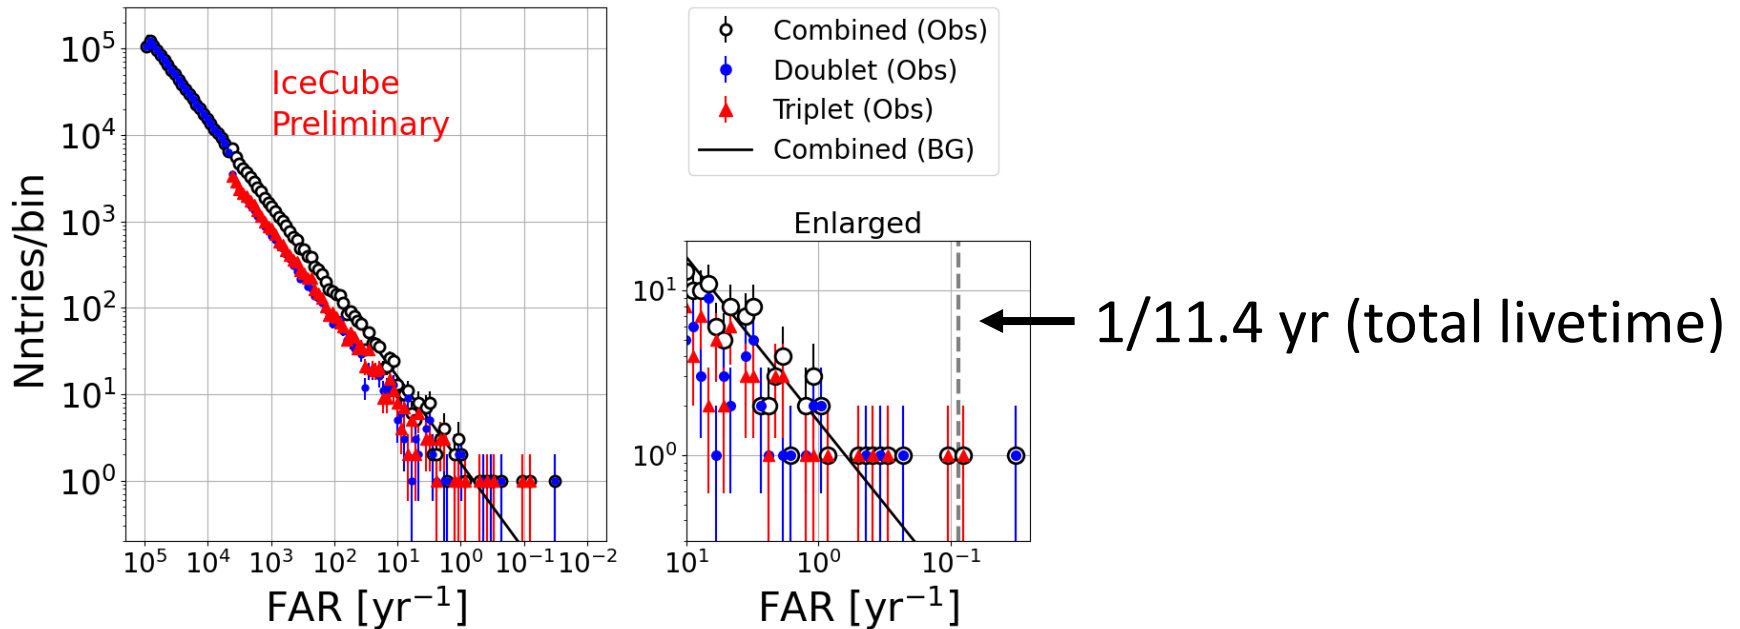 Nntries/bin
10⁵
10⁴
10³
10²
10¹
10⁰
IceCube
Preliminary
10⁵ 10⁴ 10³ 10² 10¹ 10⁰ 10⁻¹ 10⁻²
FAR [yr⁻¹]
Combined (Obs)
Doublet (Obs)
Triplet (Obs)
Combined (BG)
Enlarged
10¹
10⁰
10¹ 10⁰ 10⁻¹
FAR [yr⁻¹]
1/11.4 yr (total livetime)